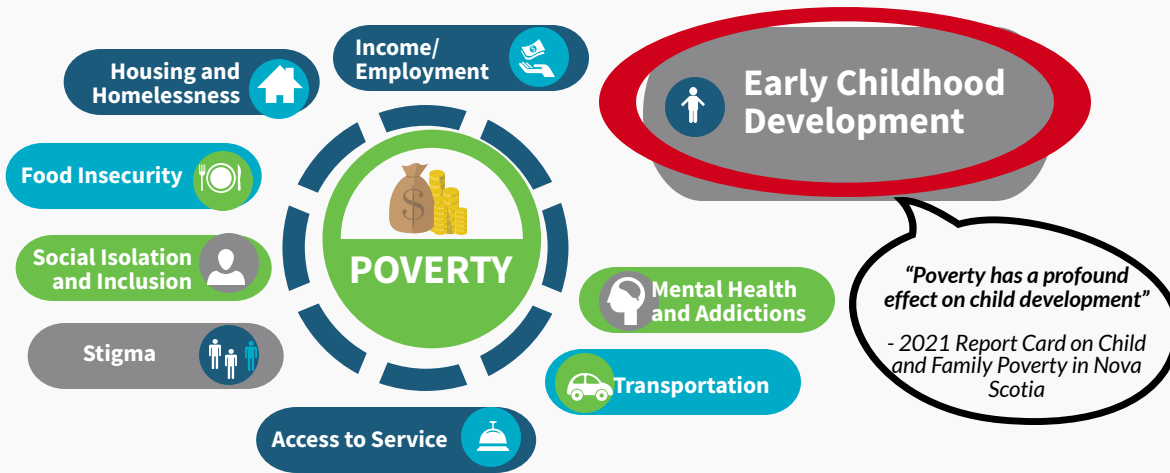 Income/
Employment
Housing and
Homelessness
Early Childhood
Development
Food Insecurity
Social Isolation
and Inclusion
Stigma
$
POVERTY
Mental Health
and Addictions
Transportation
Access to Service
“Poverty has a profound
effect on child development”
- 2021 Report Card on Child
and Family Poverty in Nova
Scotia